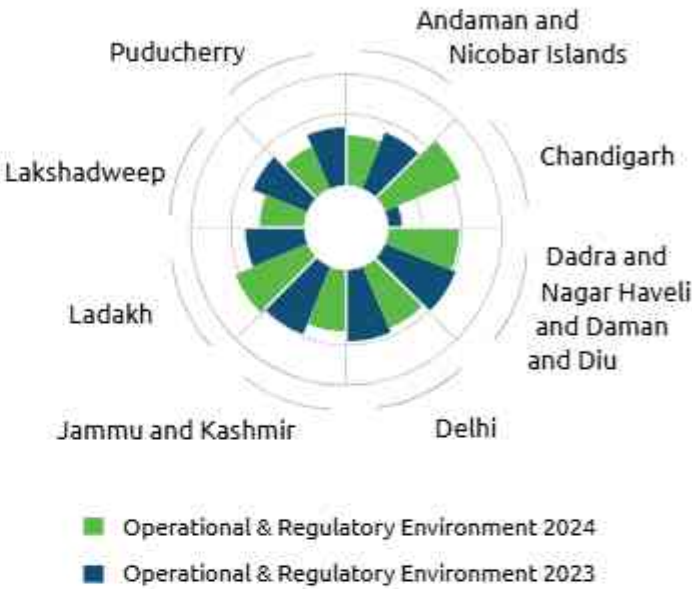 Andaman and
Nicobar Islands
Puducherry
Chandigarh
Lakshadweep
Dadra and
Nagar Haveli
and Daman
and Diu
Ladakh
Jammu and Kashmir
Delhi
Operational & Regulatory Environment 2024
Operational & Regulatory Environment 2023